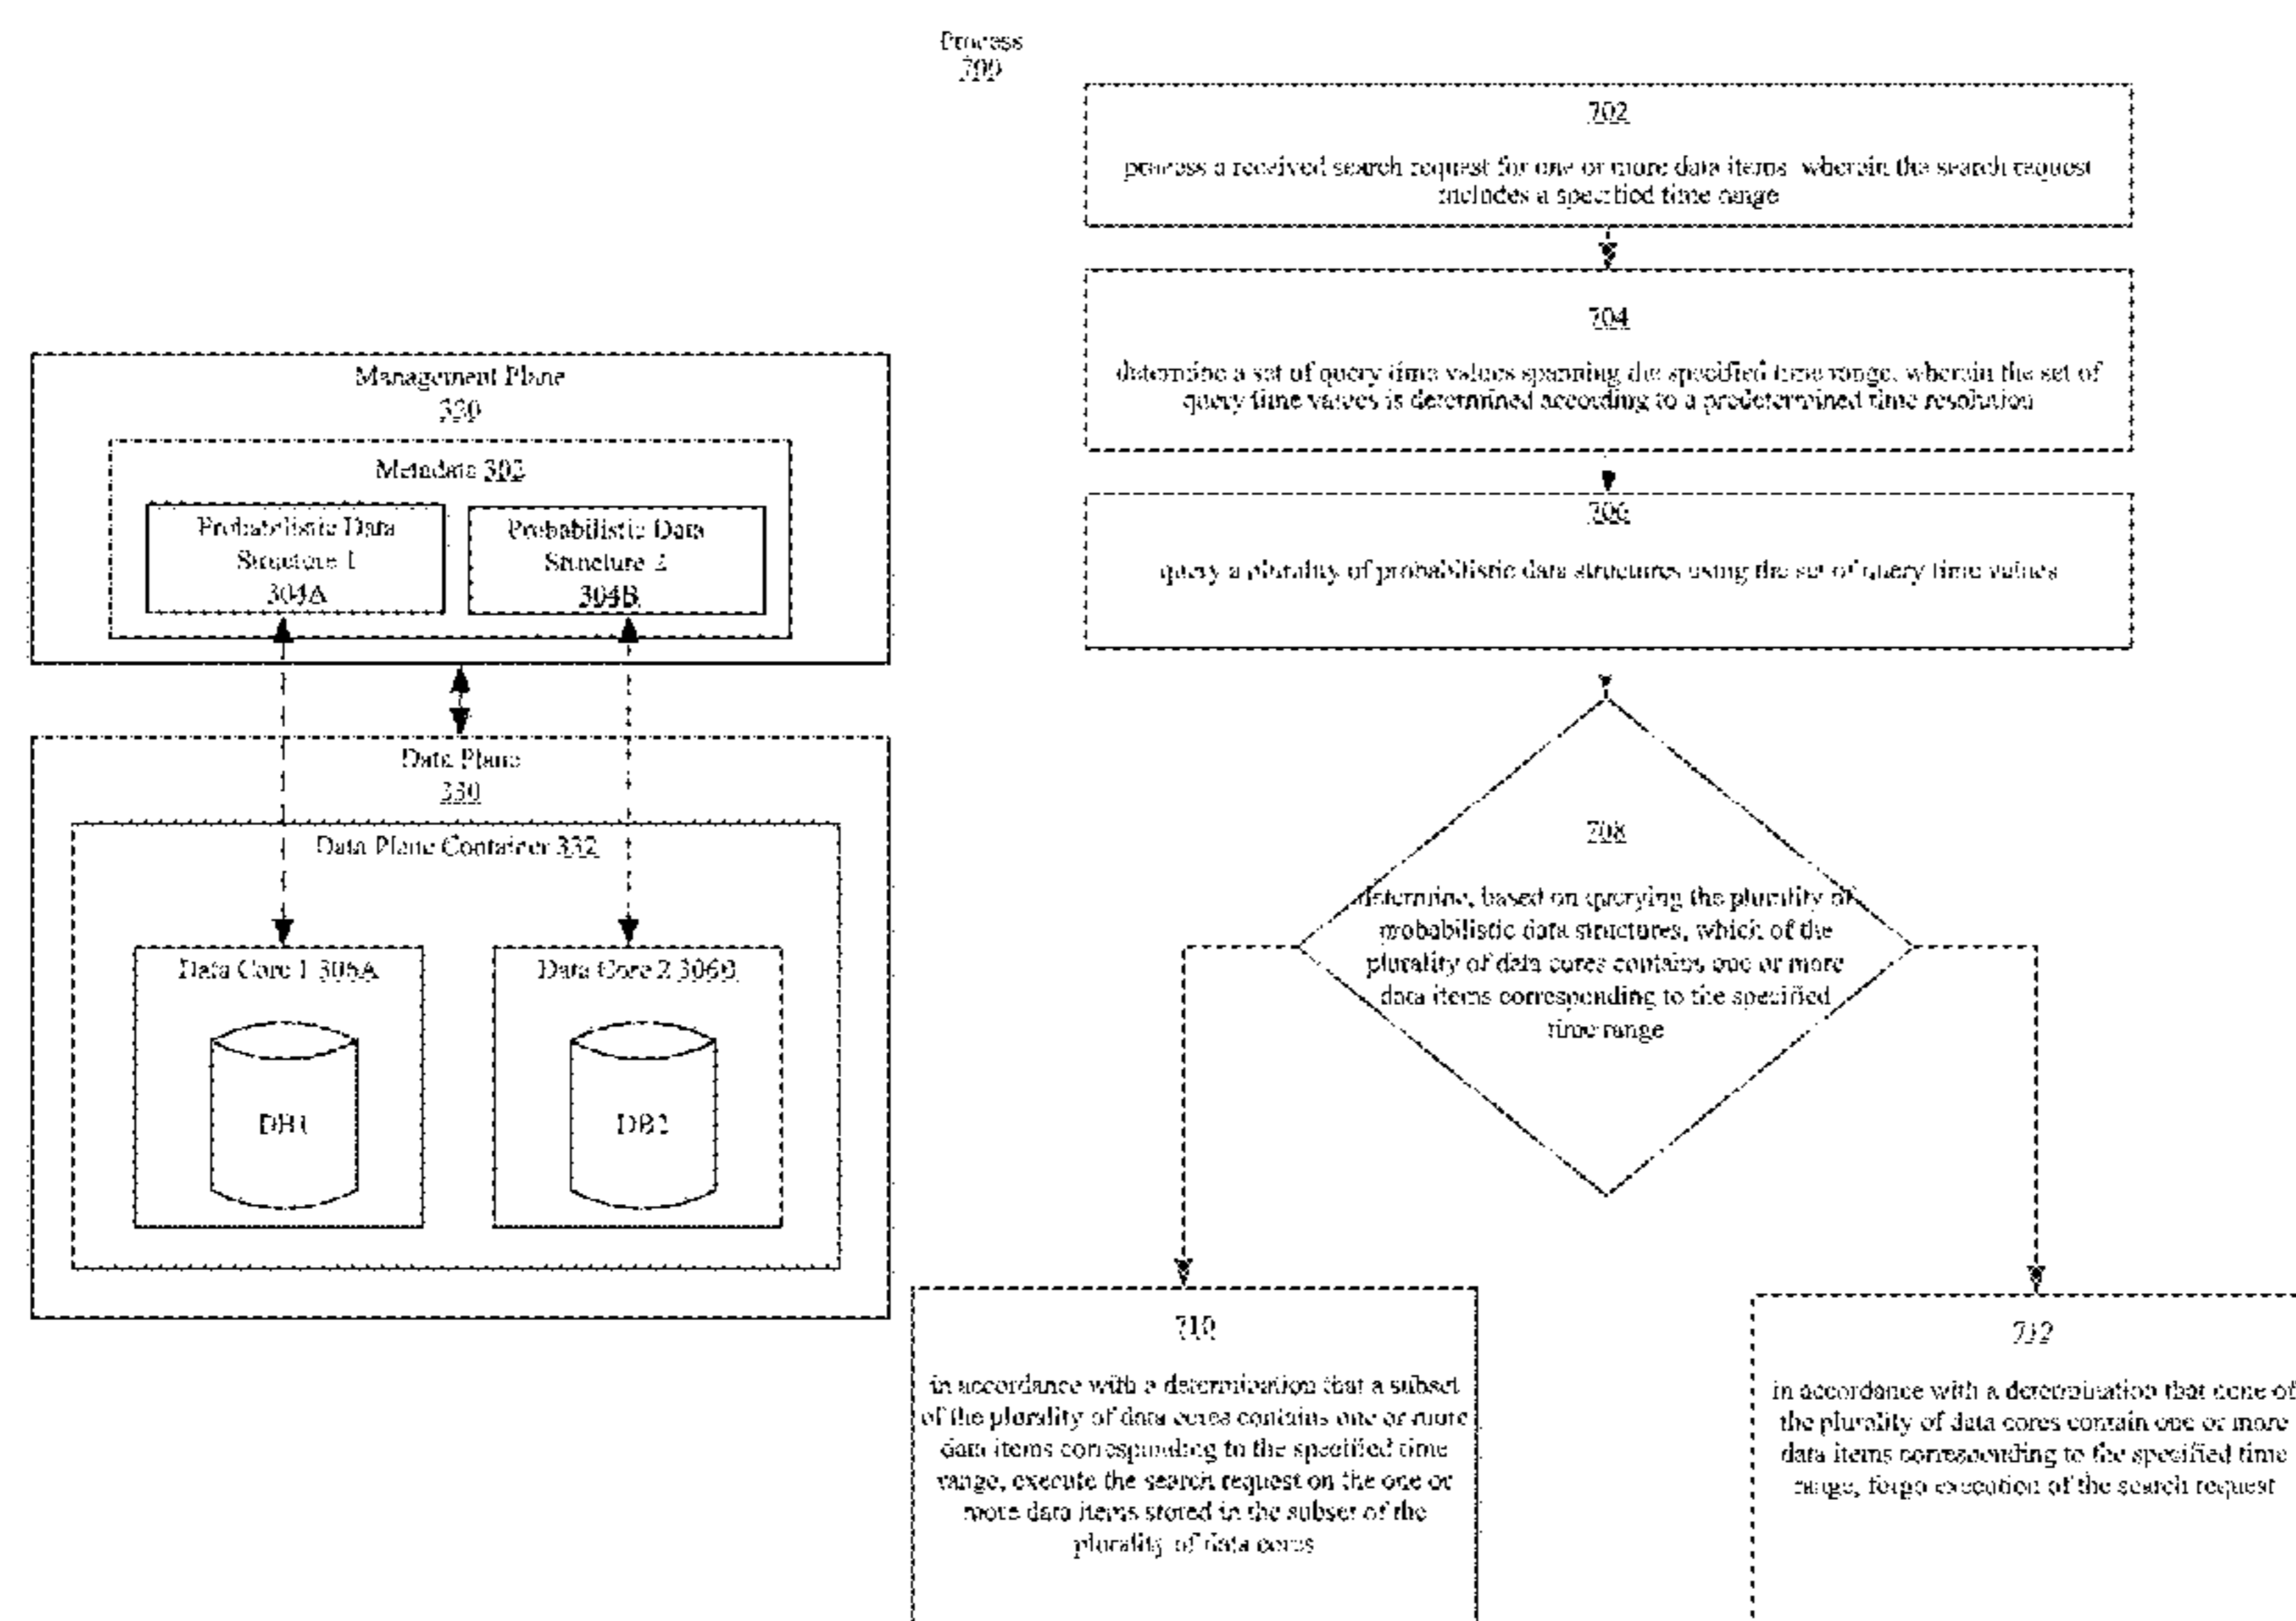 Process
700
702
process a received search request for one or more data items, wherein the search request
includes a specified time range
704
determine a set of query time values spanning the specified time range, wherein the set of
query time values is determined according to a predetermined time resolution
706
query a plurality of probabilistic data structures using the set of query time values
708
determine, based on querying the plurality of
probabilistic data structures, which of the
plurality of data cores contains one or more
data items corresponding to the specified
time range
710
in accordance with a determination that a subset
of the plurality of data cores contains one or more
data items corresponding to the specified time
range, execute the search request on the one or
more data items stored in the subset of the
plurality of data cores
712
in accordance with a determination that none of
the plurality of data cores contain one or more
data items corresponding to the specified time
range, forgo execution of the search request
Management Plane
Metadata 302
Probabilistic Data
Structure 1
304A
Probabilistic Data
Structure 2
304B
Data Plane
330
Data Plane Container 332
Data Core 1 306A
DB1
Data Core 2 306B
DB2